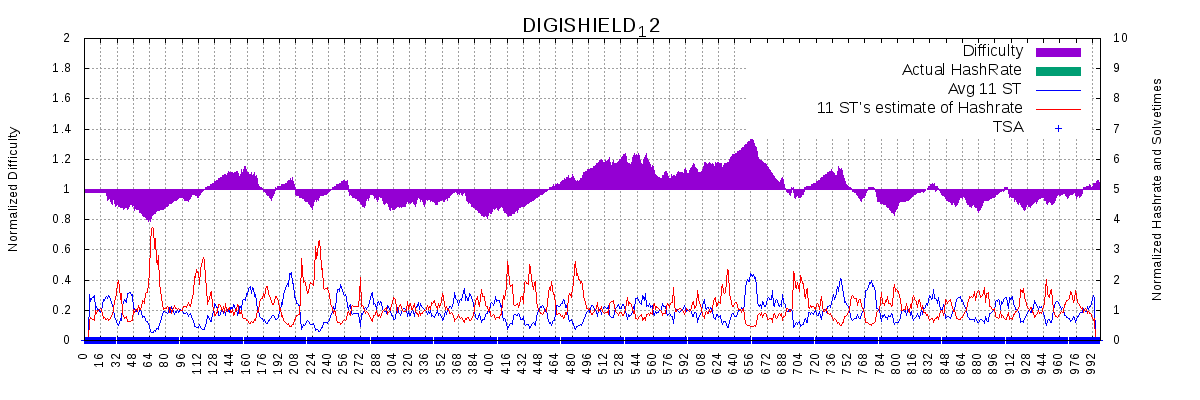 DIGISHIELD₁2
Normalized Difficulty
2
1.8
1.6
1.4
1.2
1
0.8
0.6
0.4
0.2
0
Difficulty
Actual HashRate
Avg 11 ST
11 ST's estimate of Hashrate
TSA
10
9
8
7
6
5
4
3
2
1
0
Normalized Hashrate and Solvetimes
0 16 32 48 64 80 96 112 128 144 160 176 192 208 224 240 256 272 288 304 320 336 352 368 384 400 416 432 448 464 480 496 512 528 544 560 576 592 608 624 640 656 672 688 704 720 736 752 768 784 800 816 832 848 864 880 896 912 928 944 960 976 992